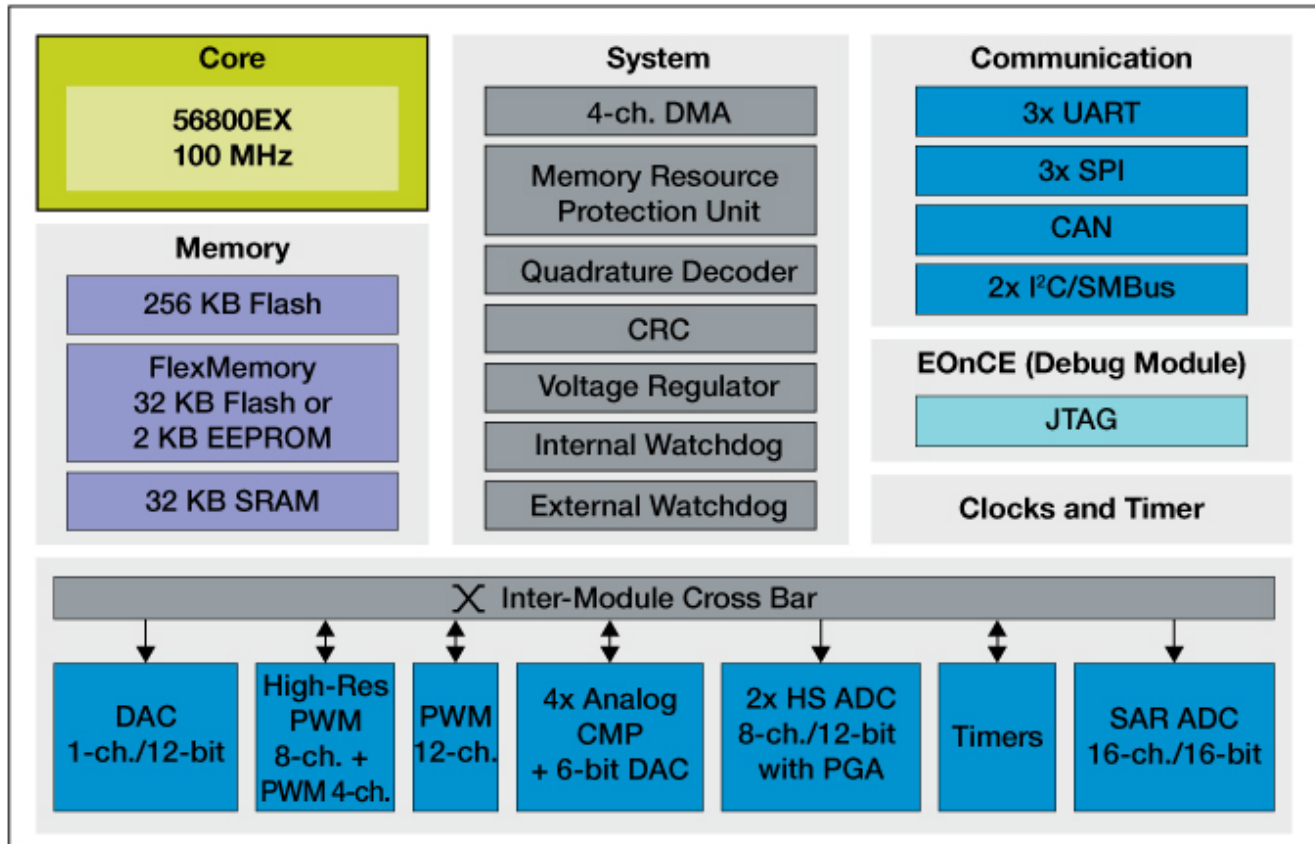 Core
56800EX
100 MHz
Memory
256 KB Flash
FlexMemory
32 KB Flash or
2 KB EEPROM
32 KB SRAM
System
4-ch. DMA
Memory Resource
Protection Unit
Quadrature Decoder
CRC
Voltage Regulator
Internal Watchdog
External Watchdog
Communication
3x UART
3x SPI
CAN
2x I²C/SMBus
EOnCE (Debug Module)
JTAG
Clocks and Timer
Inter-Module Cross Bar
DAC
1-ch./12-bit
High-Res
PWM
8-ch. +
PWM 4-ch.
PWM
12-ch.
4x Analog
CMP
+ 6-bit DAC
2x HS ADC
8-ch./12-bit
with PGA
Timers
SAR ADC
16-ch./16-bit